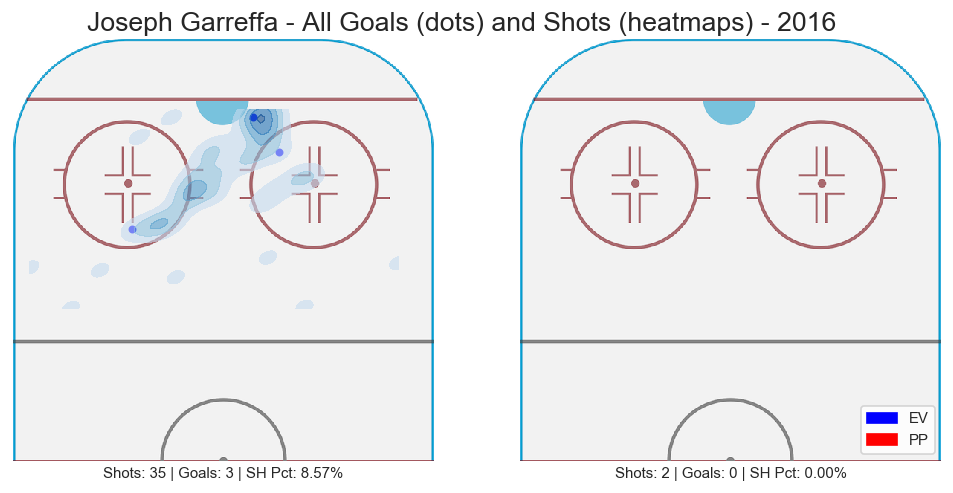 Joseph Garreffa - All Goals (dots) and Shots (heatmaps) - 2016
EV
PP
Shots: 35 | Goals: 3 | SH Pct: 8.57%
Shots: 2 | Goals: 0 | SH Pct: 0.00%